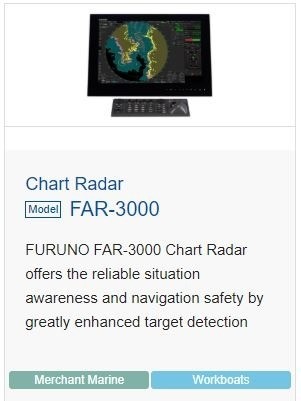 Chart Radar
Model FAR-3000
FURUNO FAR-3000 Chart Radar
offers the reliable situation
awareness and navigation safety by
greatly enhanced target detection
Merchant Marine
Workboats